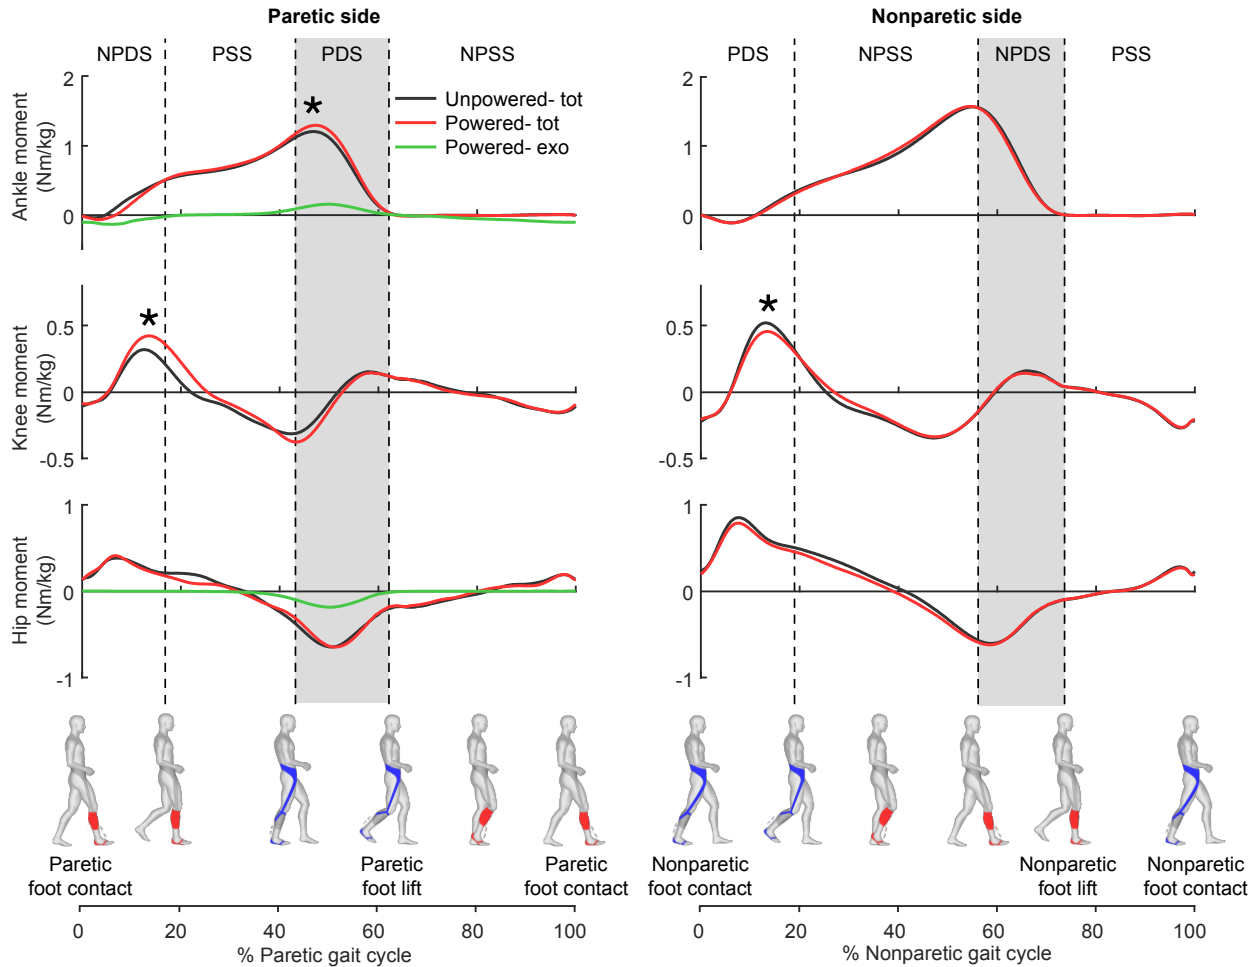 Paretic side
NPDS
PSS
PDS
NPSS
Ankle moment
(Nm/kg)
2
1
0
*
Unpowered- tot
Powered- tot
Powered- exo
Knee moment
(Nm/kg)
0.5
0
-0.5
*
Hip moment
(Nm/kg)
1
0
-1
Paretic
foot contact
Paretic
foot lift
Paretic
foot contact
0 20 40 60 80 100
% Paretic gait cycle
Nonparetic side
PDS
NPSS
NPDS
PSS
2
1
0
0.5
0
-0.5
*
1
0
-1
Nonparetic
foot contact
Nonparetic
foot lift
Nonparetic
foot contact
0 20 40 60 80 100
% Nonparetic gait cycle